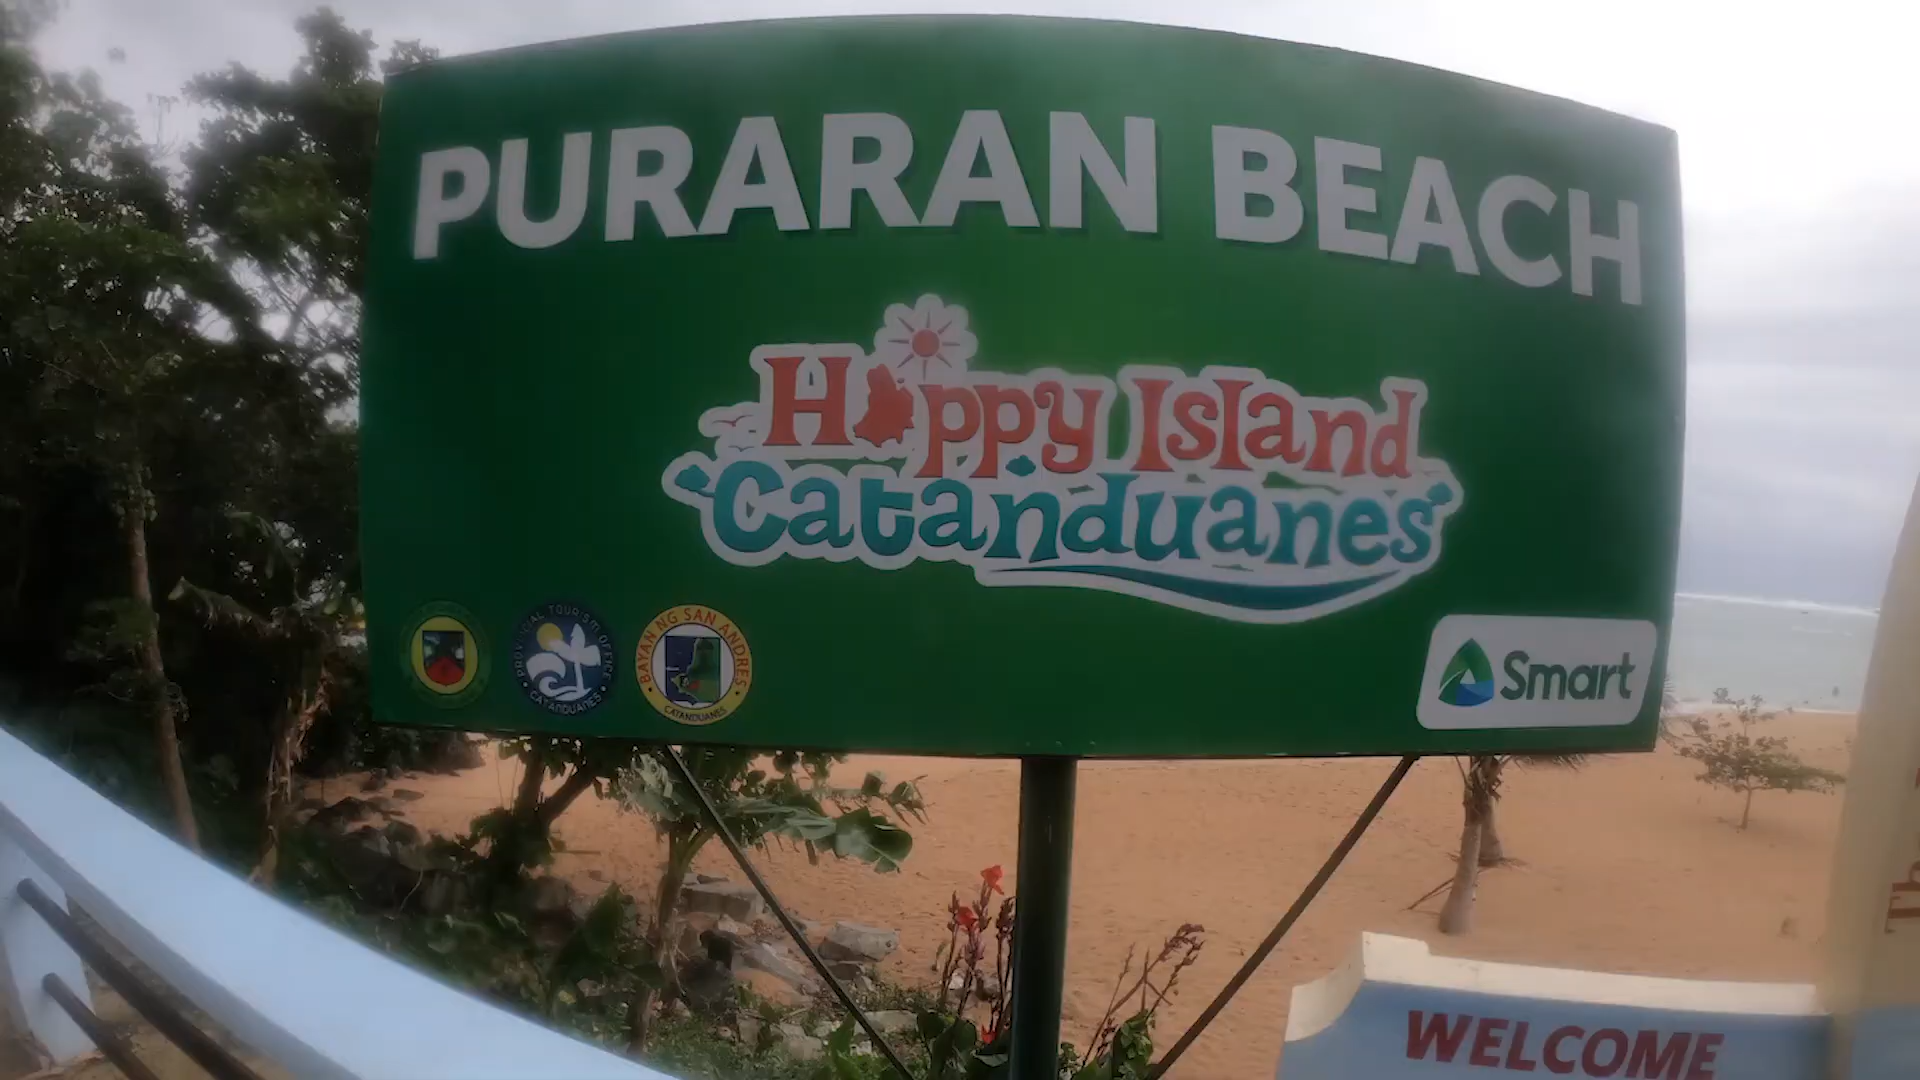 PURARAN BEACH
Happy Island
Catanduanes
PROVINCIAL TOURISM OFFICE
CATANDUANES
BAYAN NG SAN ANDRES
CATANDUANES
Smart
WELCOME